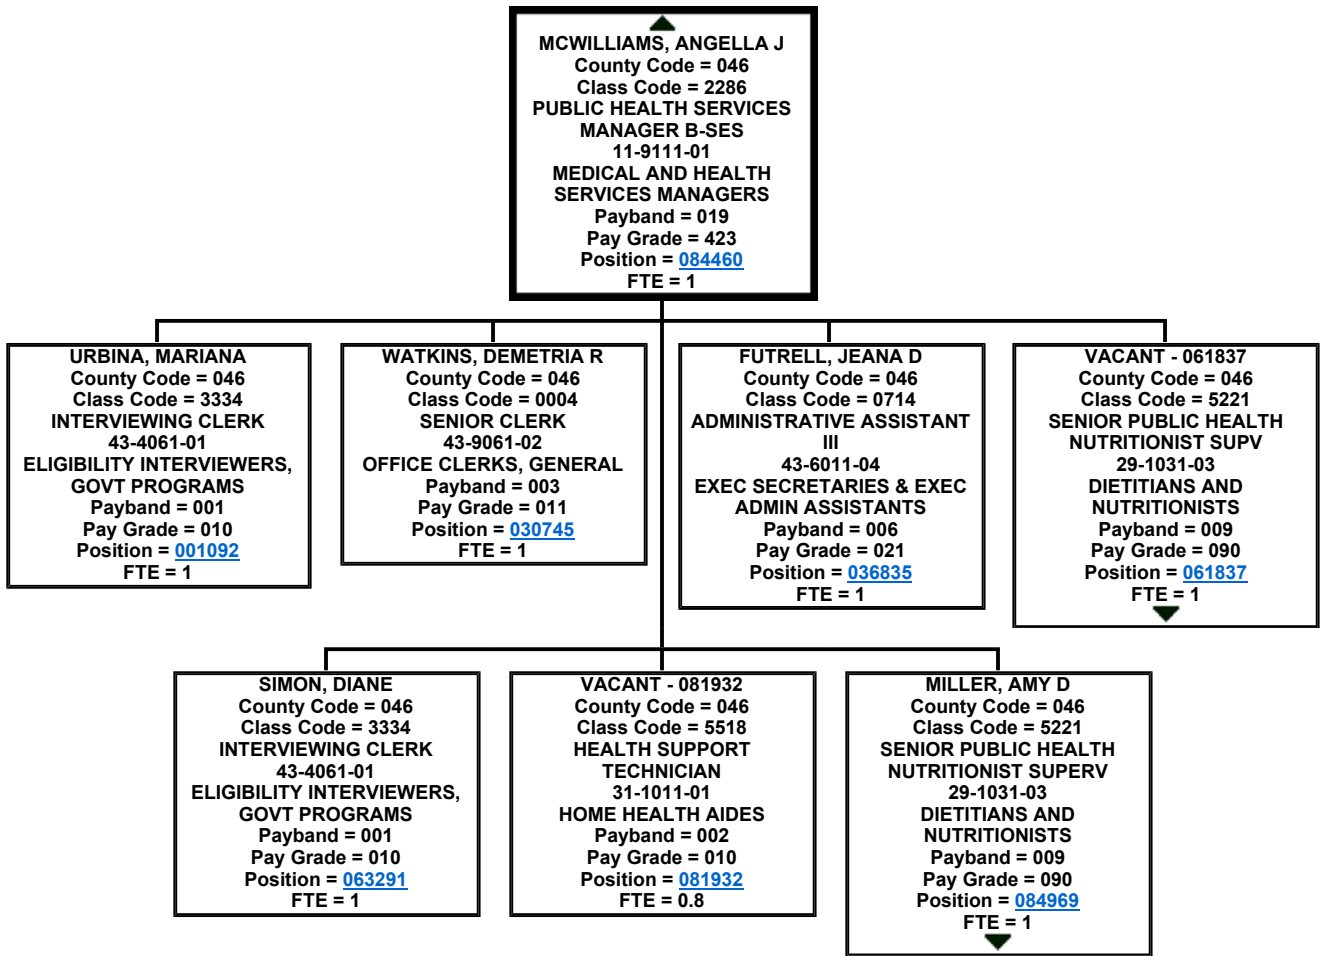 MCWILLIAMS, ANGELLA J
County Code = 046
Class Code = 2286
PUBLIC HEALTH SERVICES
MANAGER B-SES
11-9111-01
MEDICAL AND HEALTH
SERVICES MANAGERS
Payband = 019
Pay Grade = 423
Position = 084460
FTE = 1
URBINA, MARIANA
County Code = 046
Class Code = 3334
INTERVIEWING CLERK
43-4061-01
ELIGIBILITY INTERVIEWERS,
GOVT PROGRAMS
Payband = 001
Pay Grade = 010
Position = 001092
FTE = 1
WATKINS, DEMETRIA R
County Code = 046
Class Code = 0004
SENIOR CLERK
43-9061-02
OFFICE CLERKS, GENERAL
Payband = 003
Pay Grade = 011
Position = 030745
FTE = 1
FUTRELL, JEANA D
County Code = 046
Class Code = 0714
ADMINISTRATIVE ASSISTANT
III
43-6011-04
EXEC SECRETARIES & EXEC
ADMIN ASSISTANTS
Payband = 006
Pay Grade = 021
Position = 036835
FTE = 1
VACANT - 061837
County Code = 046
Class Code = 5221
SENIOR PUBLIC HEALTH
NUTRITIONIST SUPV
29-1031-03
DIETITIANS AND
NUTRITIONISTS
Payband = 009
Pay Grade = 090
Position = 061837
FTE = 1
SIMON, DIANE
County Code = 046
Class Code = 3334
INTERVIEWING CLERK
43-4061-01
ELIGIBILITY INTERVIEWERS,
GOVT PROGRAMS
Payband = 001
Pay Grade = 010
Position = 063291
FTE = 1
VACANT - 081932
County Code = 046
Class Code = 5518
HEALTH SUPPORT
TECHNICIAN
31-1011-01
HOME HEALTH AIDES
Payband = 002
Pay Grade = 010
Position = 081932
FTE = 0.8
MILLER, AMY D
County Code = 046
Class Code = 5221
SENIOR PUBLIC HEALTH
NUTRITIONIST SUPERV
29-1031-03
DIETITIANS AND
NUTRITIONISTS
Payband = 009
Pay Grade = 090
Position = 084969
FTE = 1